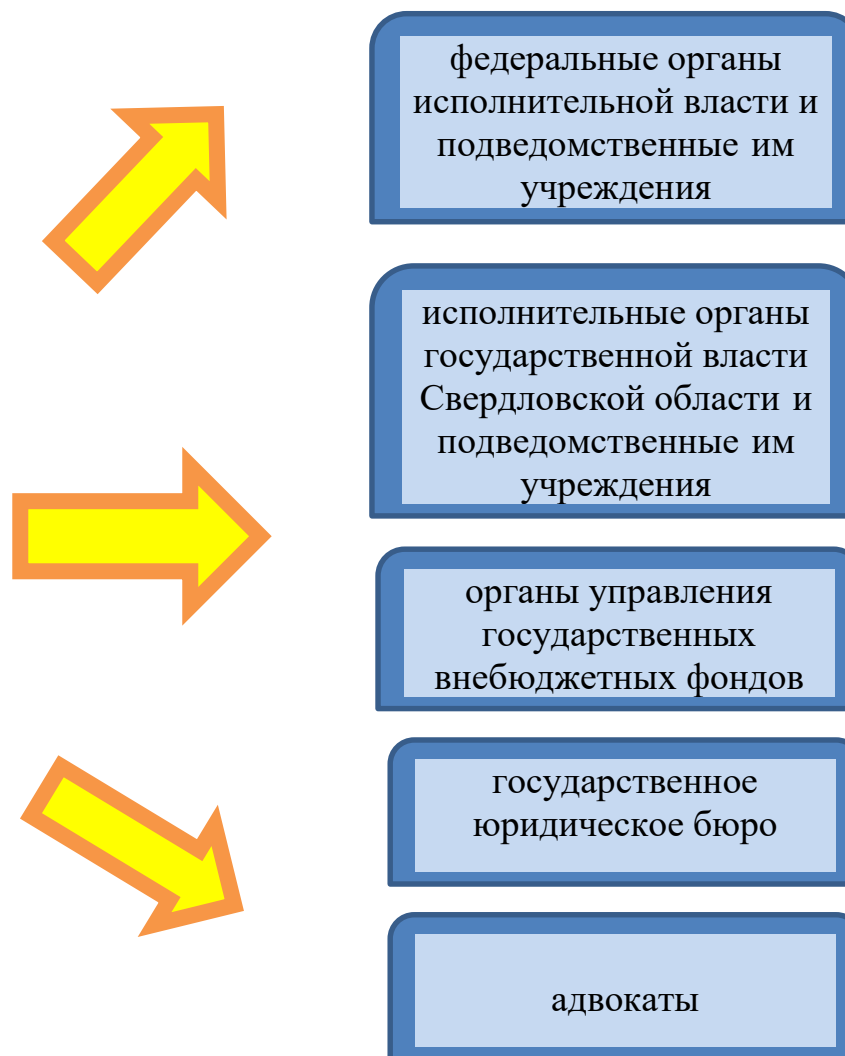 федеральные органы
исполнительной власти и
подведомственные им
учреждения
исполнительные органы
государственной власти
Свердловской области и
подведомственные им
учреждения
органы управления
государственных
внебюджетных фондов
государственное
юридическое бюро
адвокаты